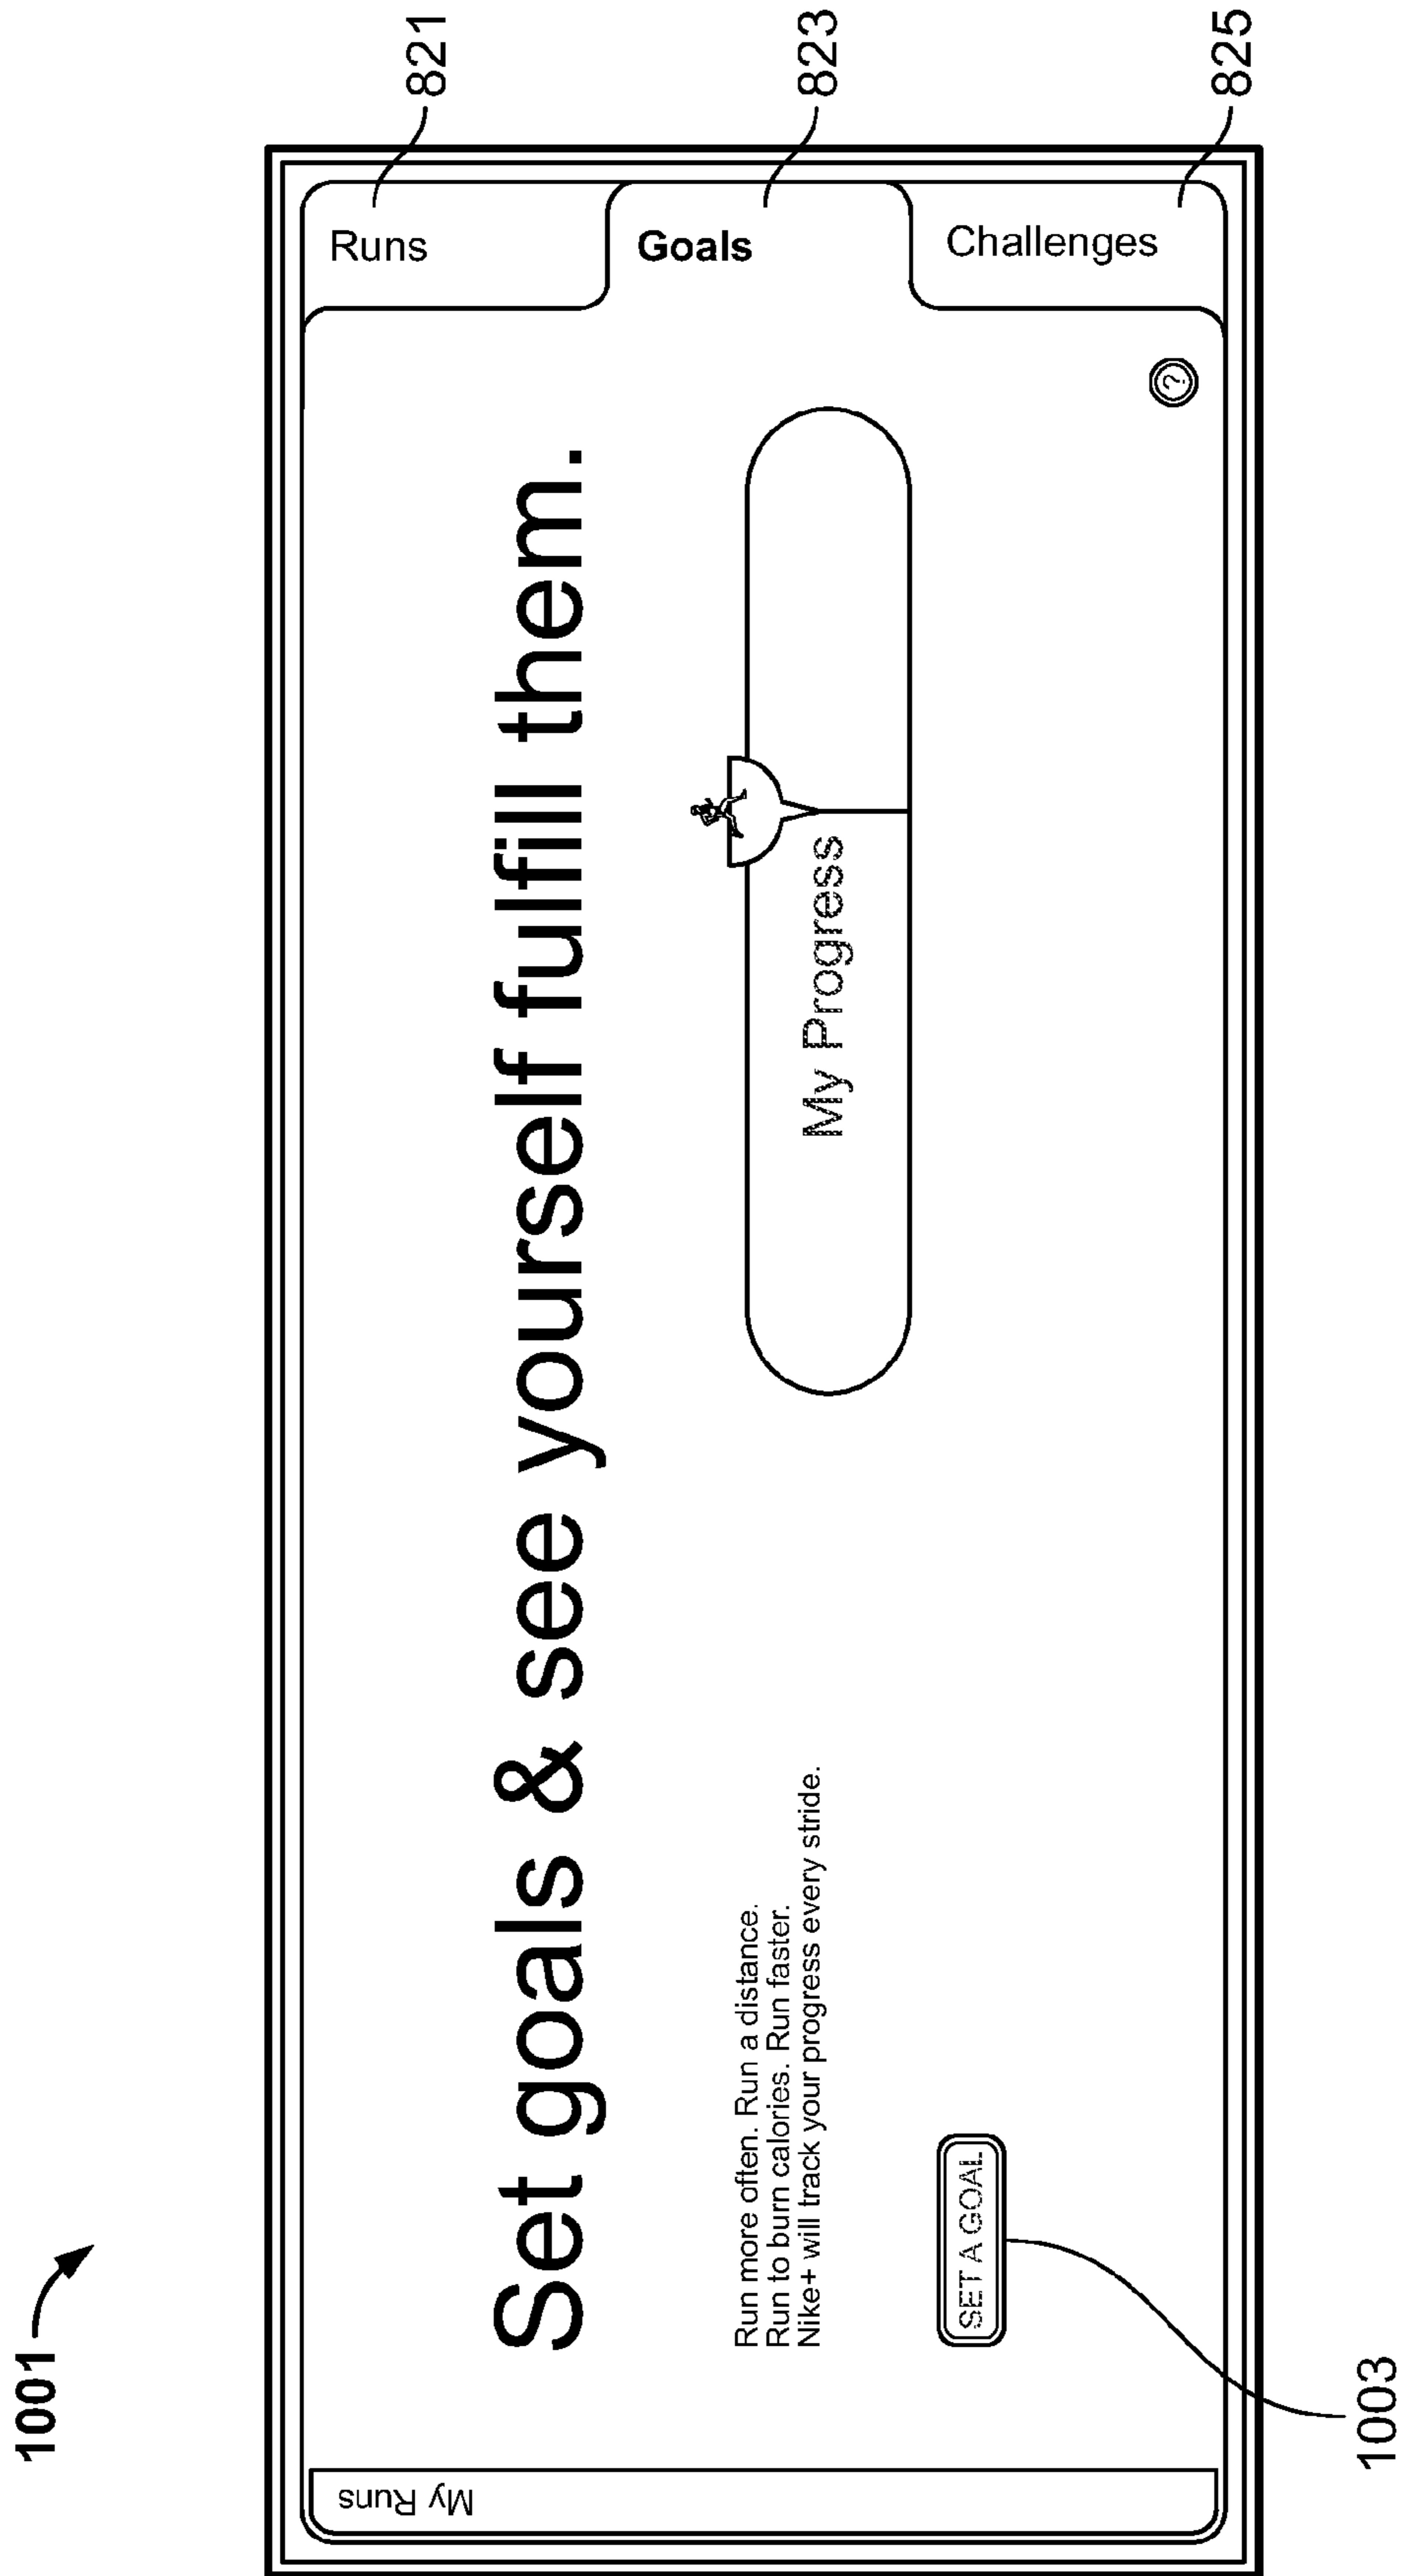 1001
My Runs
Set goals & see yourself fulfill them.
Run more often. Run a distance.
Run to burn calories. Run faster.
Nike+ will track your progress every stride.
SET A GOAL
My Progress
?
Runs
Goals
Challenges
821
823
825
1003